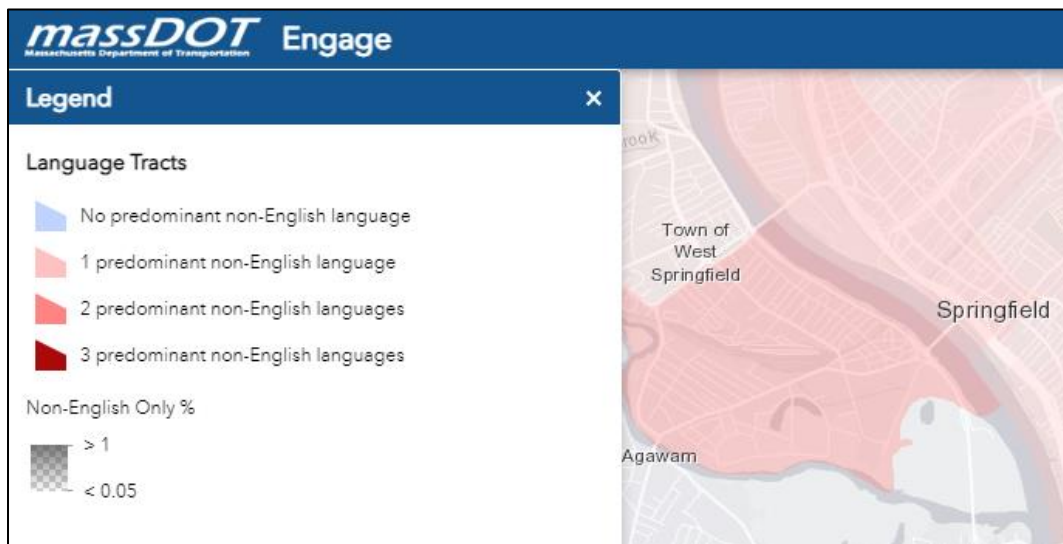 massDOT Engage
Massachusetts Department of Transportation
Legend ×
Language Tracts
No predominant non-English language
1 predominant non-English language
2 predominant non-English languages
3 predominant non-English languages
Non-English Only %
> 1
< 0.05
Town of
West
Springfield
Springfield
Agawam